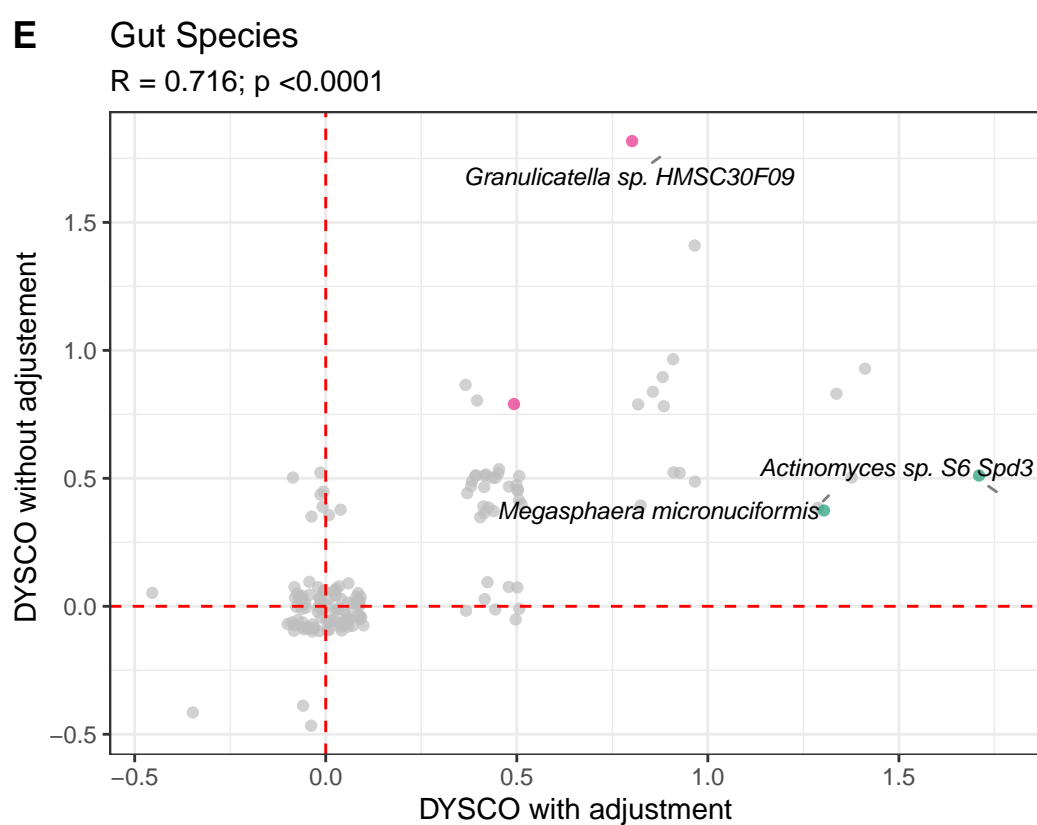 E
Gut Species
R = 0.716; p <0.0001
Granulicatella sp. HMSC30F09
Actinomyces sp. S6 Spd3
Megasphaera micronuciformis
DYSCO without adjustement
1.5
1.0
0.5
0.0
−0.5
−0.5 0.0 0.5 1.0 1.5
DYSCO with adjustment